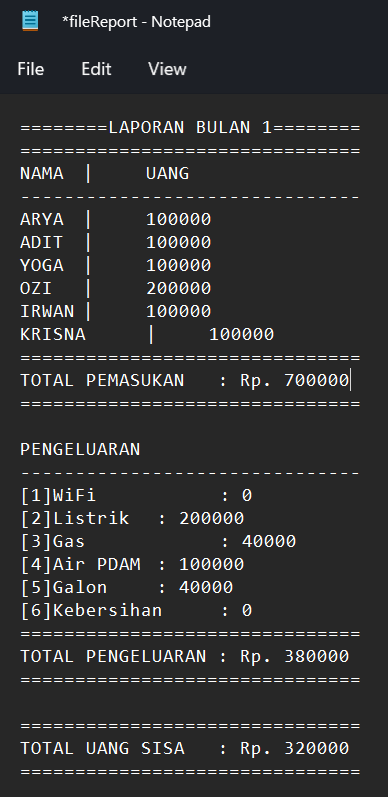 *fileReport - Notepad
File Edit View
========LAPORAN BULAN 1========
===============================
NAMA | UANG
-------------------------------
ARYA | 100000
ADIT | 100000
YOGA | 100000
OZI | 200000
IRWAN | 100000
KRISNA | 100000
===============================
TOTAL PEMASUKAN : Rp. 700000
===============================
PENGELUARAN
-------------------------------
[1]WiFi : 0
[2]Listrik : 200000
[3]Gas : 40000
[4]Air PDAM : 100000
[5]Galon : 40000
[6]Kebersihan : 0
===============================
TOTAL PENGELUARAN : Rp. 380000
===============================
===============================
TOTAL UANG SISA : Rp. 320000
===============================